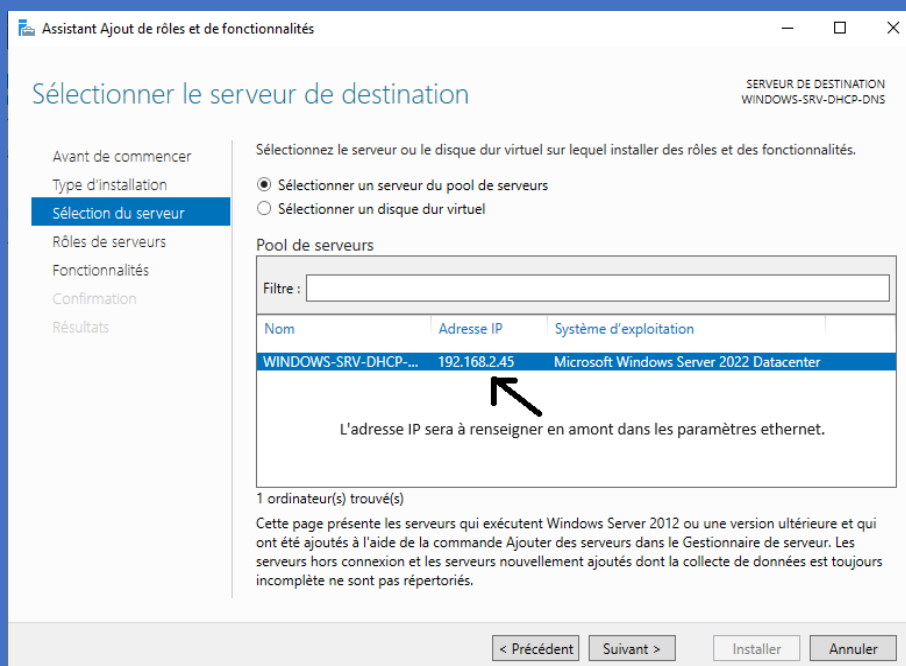 Assistant Ajout de rôles et de fonctionnalités
Sélectionner le serveur de destination
SERVEUR DE DESTINATION
WINDOWS-SRV-DHCP-DNS
Avant de commencer
Type d'installation
Sélection du serveur
Rôles de serveurs
Fonctionnalités
Confirmation
Résultats
Sélectionnez le serveur ou le disque dur virtuel sur lequel installer des rôles et des fonctionnalités.
Sélectionner un serveur du pool de serveurs
Sélectionner un disque dur virtuel
Pool de serveurs
Filtre :
Nom Adresse IP Système d'exploitation
WINDOWS-SRV-DHCP-... 192.168.2.45 Microsoft Windows Server 2022 Datacenter
L'adresse IP sera à renseigner en amont dans les paramètres ethernet.
1 ordinateur(s) trouvé(s)
Cette page présente les serveurs qui exécutent Windows Server 2012 ou une version ultérieure et qui
ont été ajoutés à l'aide de la commande Ajouter des serveurs dans le Gestionnaire de serveur. Les
serveurs hors connexion et les serveurs nouvellement ajoutés dont la collecte de données est toujours
incomplète ne sont pas répertoriés.
< Précédent Suivant > Installer Annuler